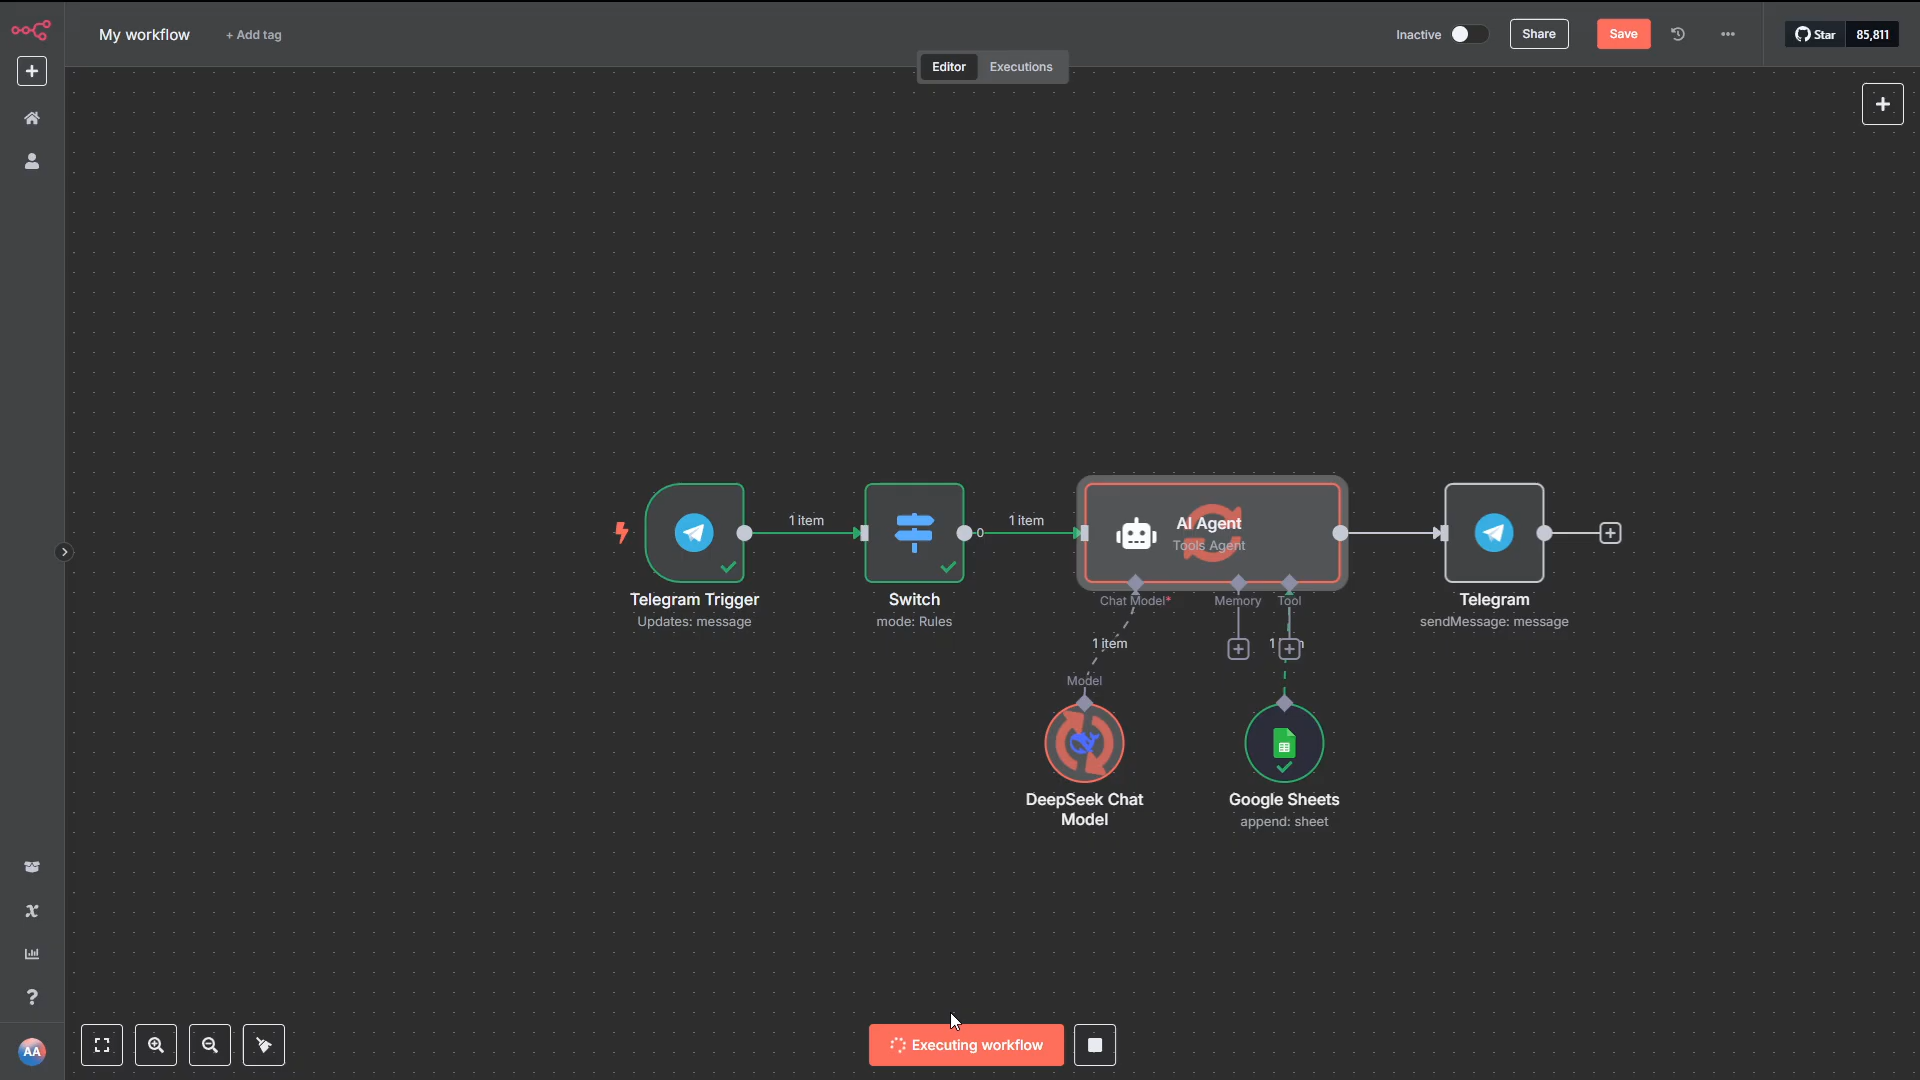 My workflow
+ Add tag
Inactive
Share
Save
Star
85,811
Editor
Executions
1 item
0
1 item
AI Agent
Tools Agent
Telegram Trigger
Updates: message
Switch
mode: Rules
Chat Model*
Memory
Tool
Telegram
sendMessage: message
1 item
Model
DeepSeek Chat
Model
Google Sheets
append: sheet
AA
Executing workflow